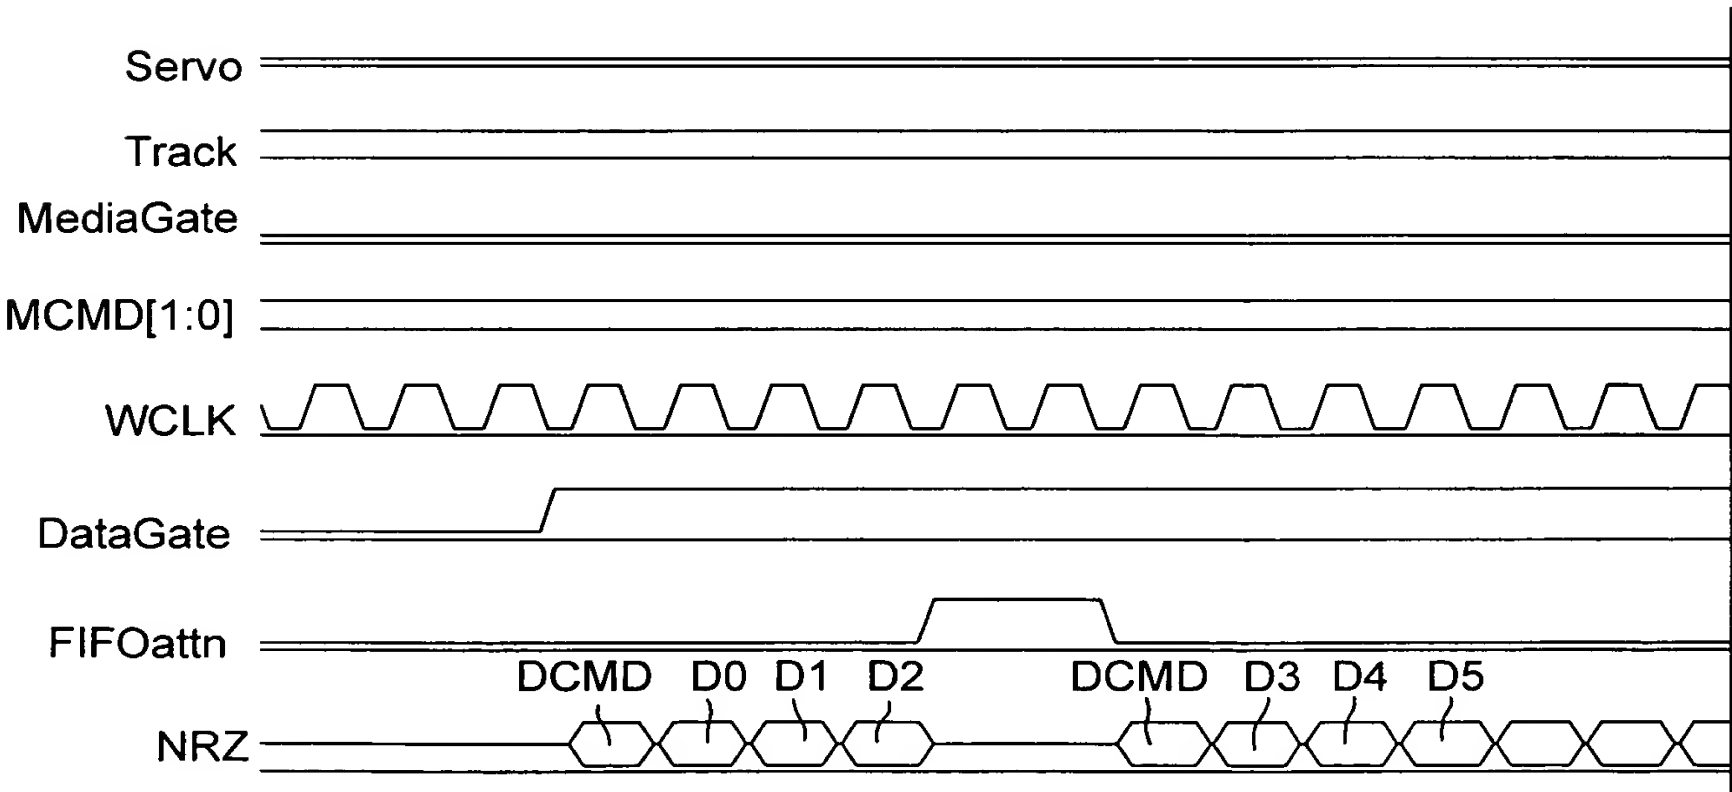 Servo
Track
MediaGate
MCMD[1:0]
WCLK
DataGate
FIFOattn
DCMD D0 D1 D2 DCMD D3 D4 D5
NRZ